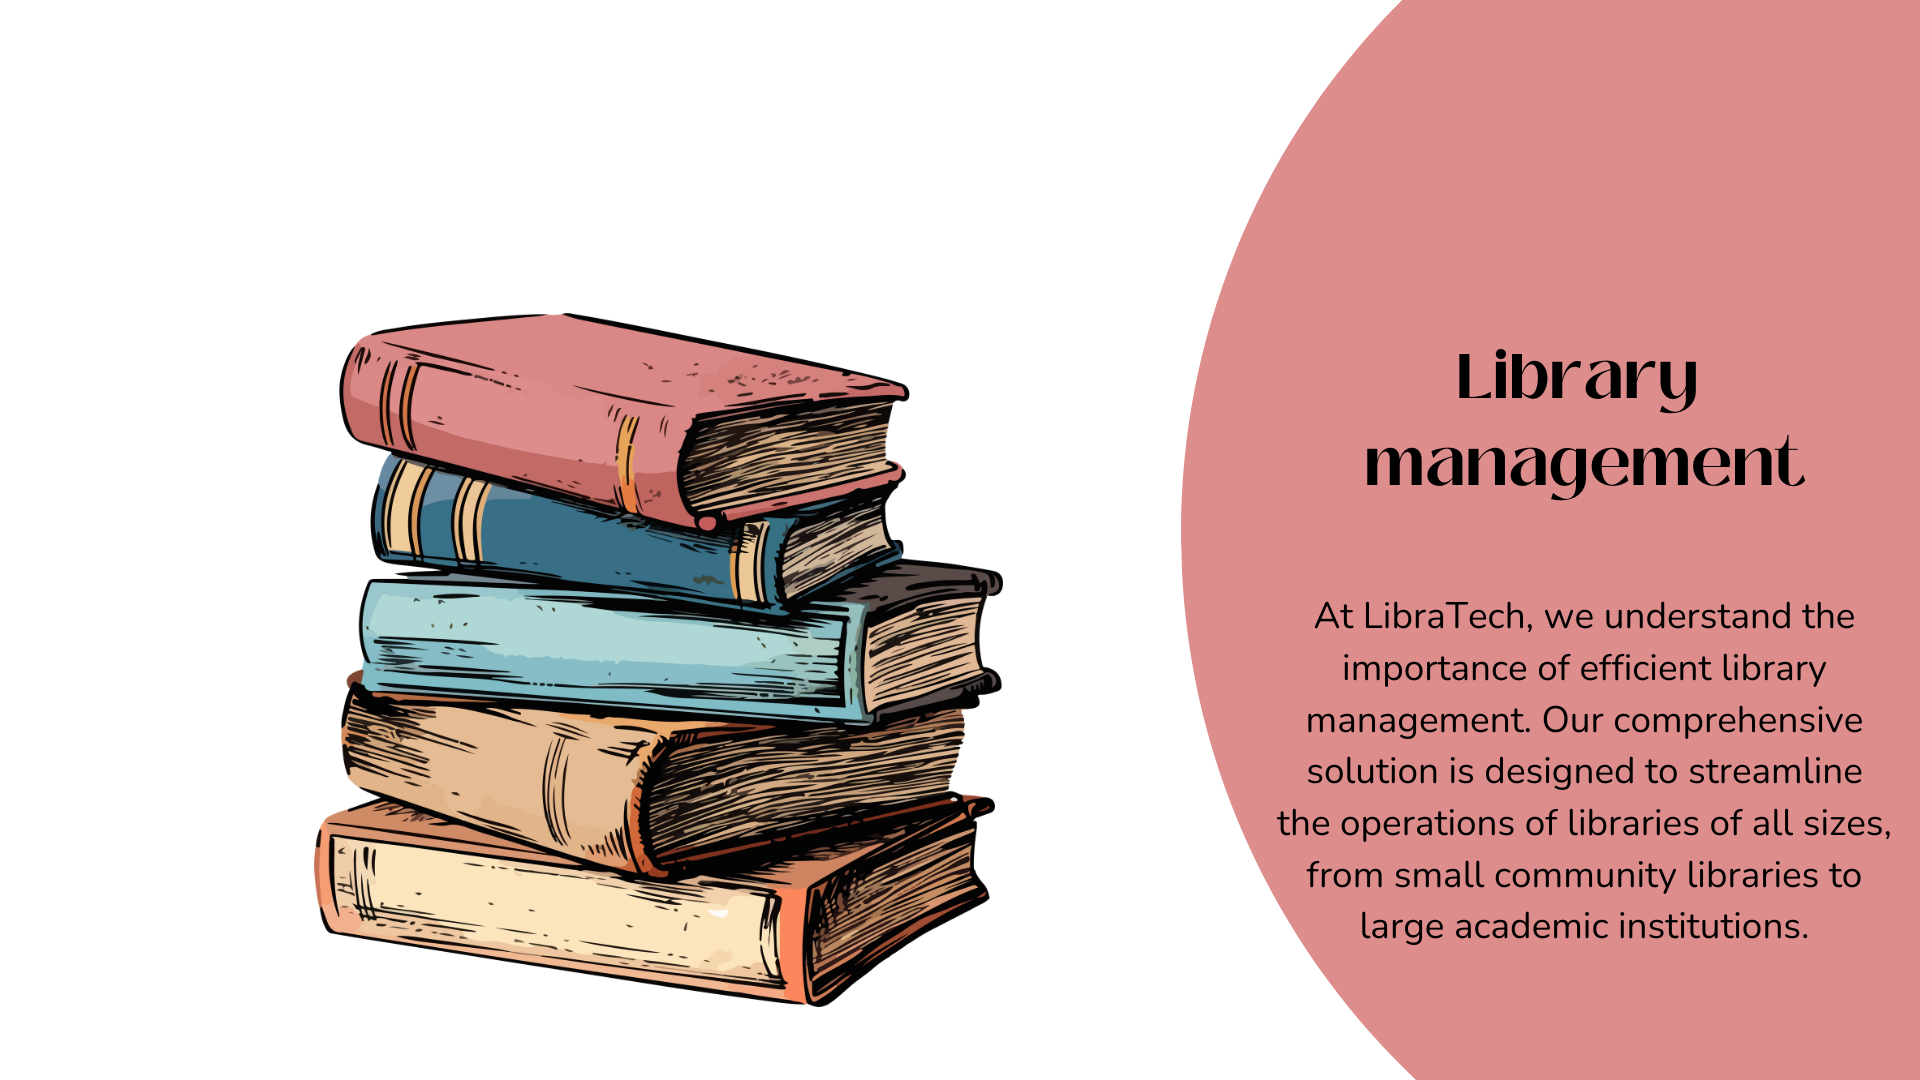 Library
management
At LibraTech, we understand the
importance of efficient library
management. Our comprehensive
solution is designed to streamline
the operations of libraries of all sizes,
from small community libraries to
large academic institutions.